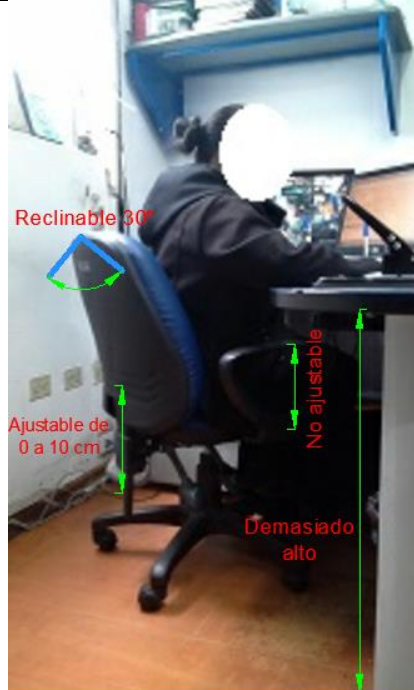 Reclinable 30°
No ajustable
Ajustable de
0 a 10 cm
Demasiado
alto